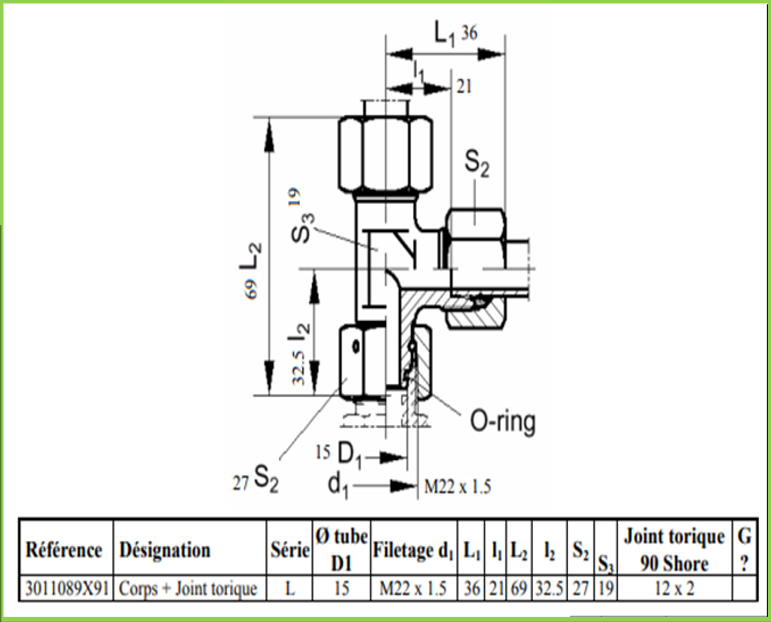 L1 36
l1 21
S2
S3 19
69 L2
32.5 l2
O-ring
15 D1
27 S2
d1 M22 x 1.5
Référence Désignation Série Ø tube D1 Filetage d1 L1 l1 L2 l2 S2 S3 Joint torique 90 Shore G ?
3011089X91 Corps + Joint torique L 15 M22 x 1.5 36 21 69 32.5 27 19 12 x 2